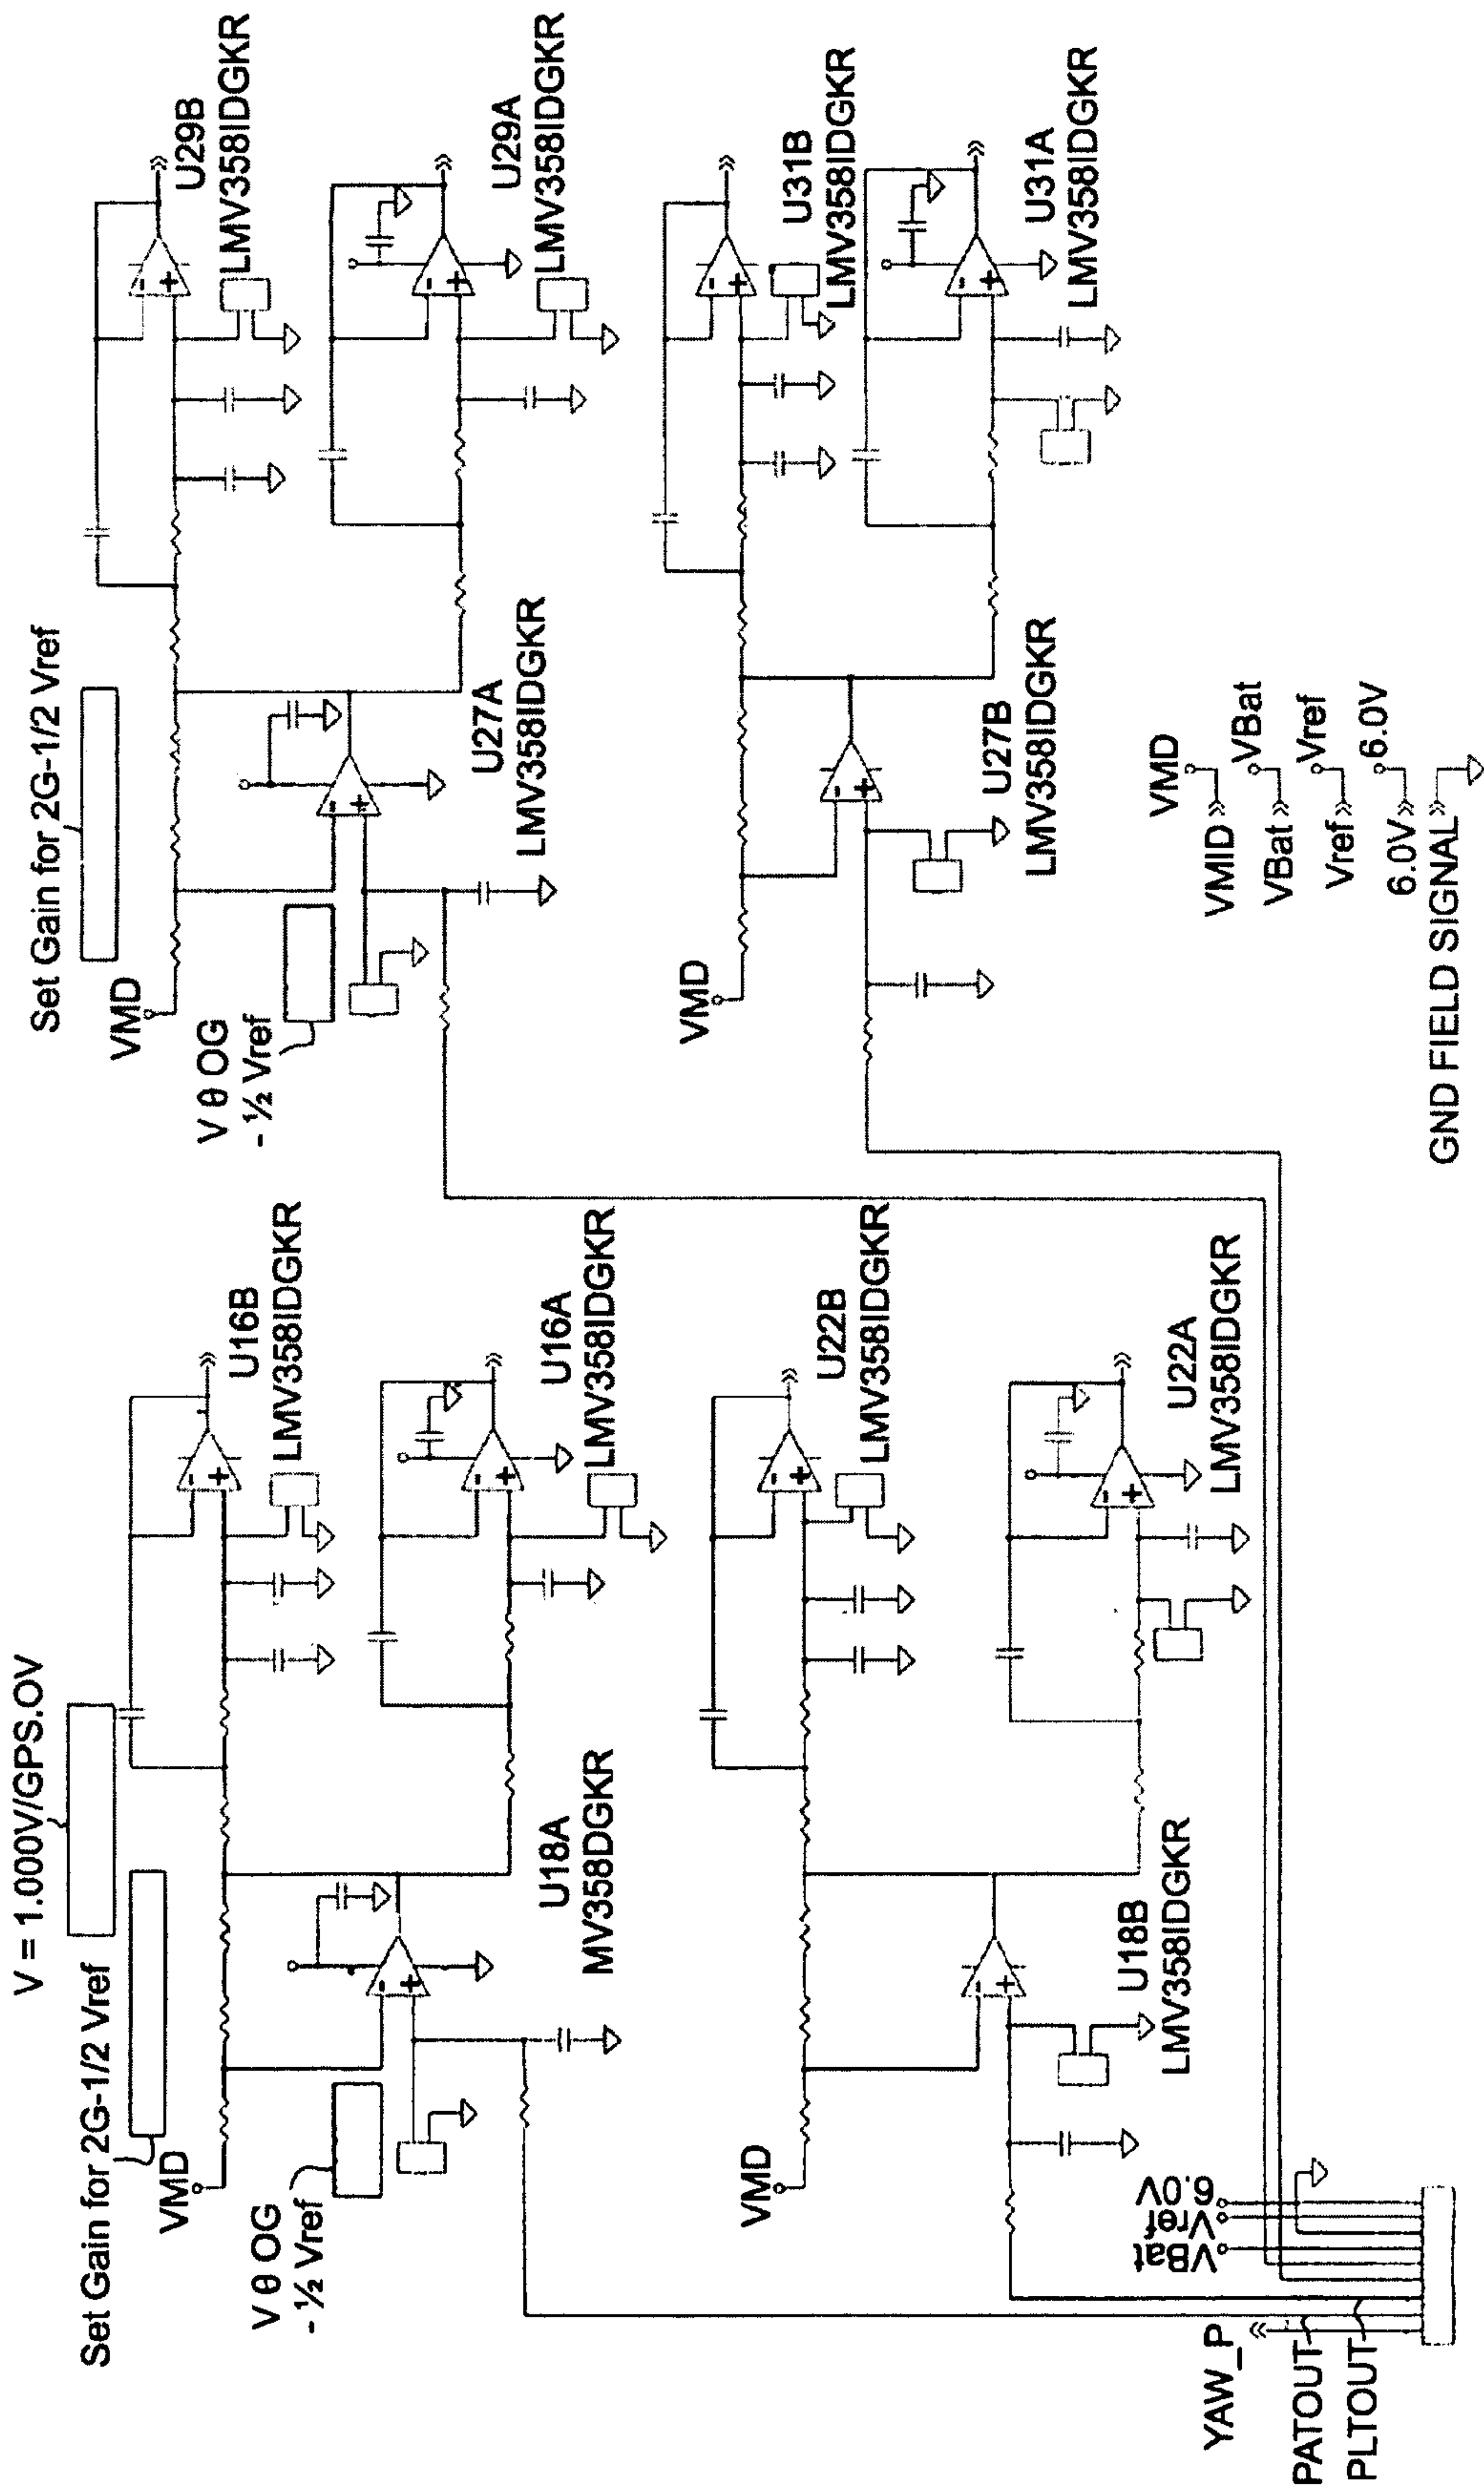 V = 1.000V/GPS.OV
Set Gain for 2G-1/2 Vref
VMD
V θ OG
- ½ Vref
U16B
LMV358IDGKR
U16A
LMV358IDGKR
U18A
MV358DGKR
VMD
U22B
LMV358IDGKR
U22A
LMV358IDGKR
U18B
LMV358IDGKR
YAW_P
PATOUT
PLTOUT
VBat
Vref
6.0V
Set Gain for 2G-1/2 Vref
VMD
V θ OG
- ½ Vref
U29B
LMV358IDGKR
U29A
LMV358IDGKR
U27A
LMV358IDGKR
VMD
U31B
LMV358IDGKR
U31A
LMV358IDGKR
U27B
LMV358IDGKR
VMID VMD
VBat VBat
Vref Vref
6.0V 6.0V
GND FIELD SIGNAL